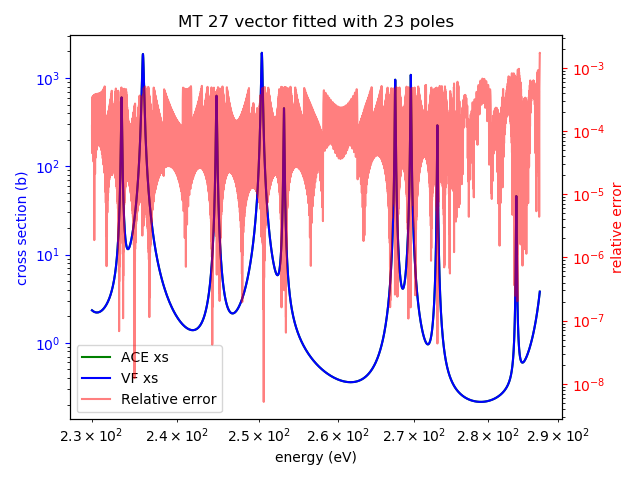 MT 27 vector fitted with 23 poles
cross section (b)
10³
10²
10¹
10⁰
10⁻³
10⁻⁴
10⁻⁵
10⁻⁶
10⁻⁷
10⁻⁸
relative error
ACE xs
VF xs
Relative error
2.3 × 10² 2.4 × 10² 2.5 × 10² 2.6 × 10² 2.7 × 10² 2.8 × 10² 2.9 × 10²
energy (eV)